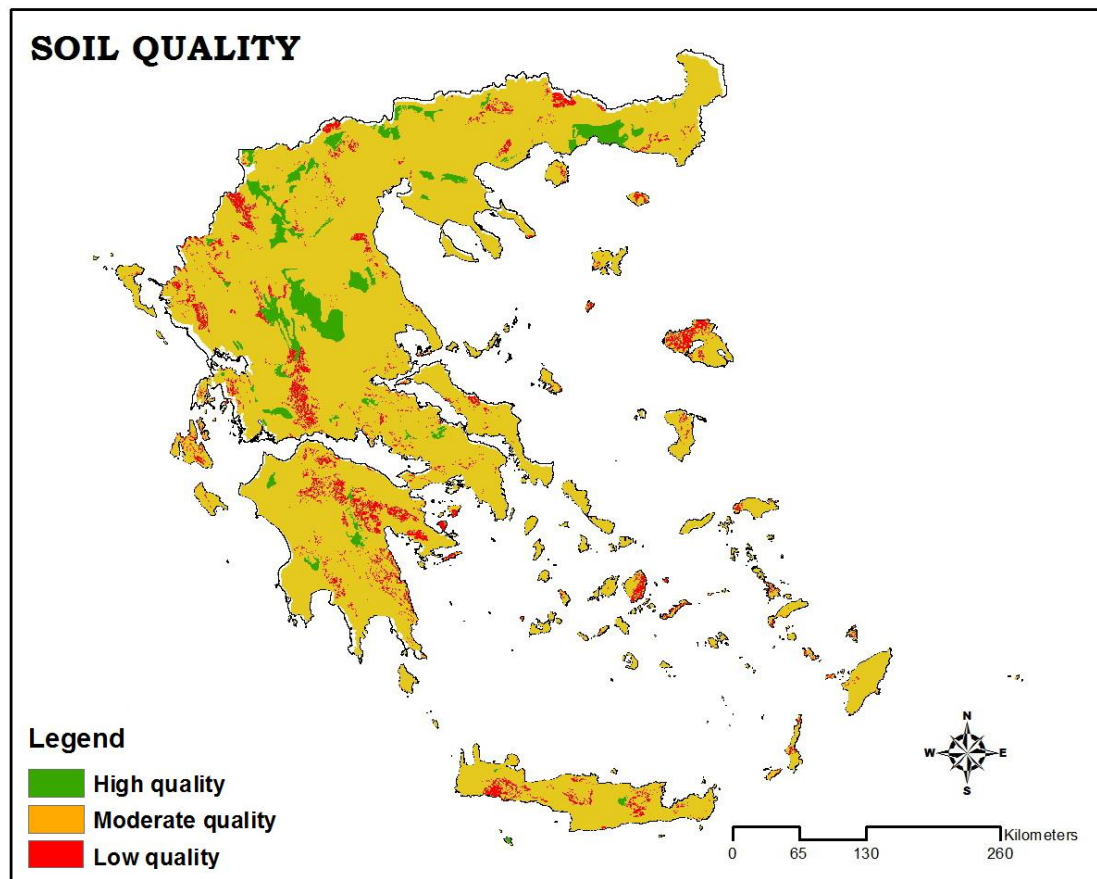 SOIL QUALITY
Legend
High quality
Moderate quality
Low quality
N
W E
S
Kilometers
0 65 130 260